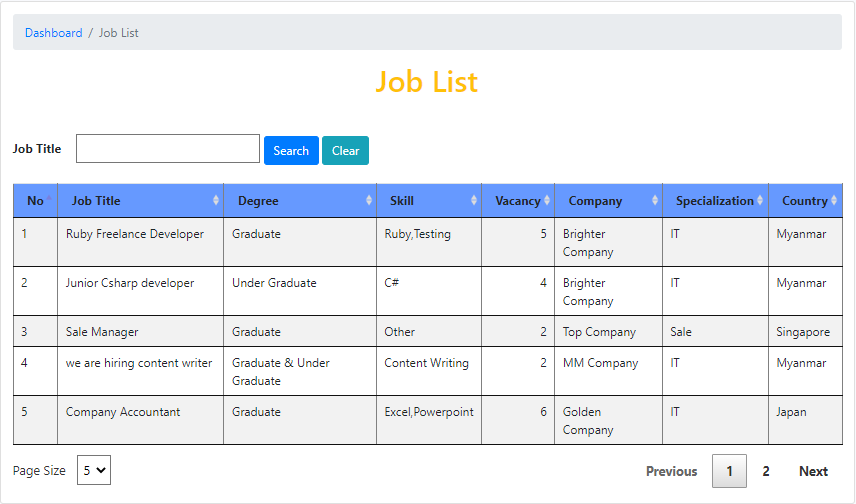 Dashboard / Job List
Job List
Job Title Search Clear
No Job Title Degree Skill Vacancy Company Specialization Country
1 Ruby Freelance Developer Graduate Ruby,Testing 5 Brighter Company IT Myanmar
2 Junior Csharp developer Under Graduate C# 4 Brighter Company IT Myanmar
3 Sale Manager Graduate Other 2 Top Company Sale Singapore
4 we are hiring content writer Graduate & Under Graduate Content Writing 2 MM Company IT Myanmar
5 Company Accountant Graduate Excel,Powerpoint 6 Golden Company IT Japan
Page Size 5 Previous 1 2 Next